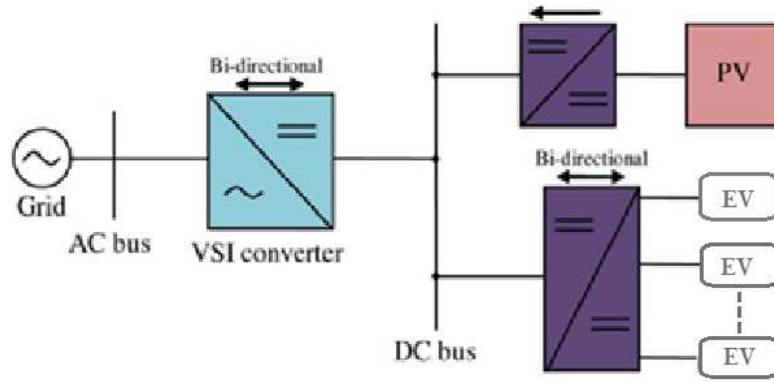 Bi-directional
PV
Bi-directional
Grid
AC bus
VSI converter
EV
EV
DC bus
EV